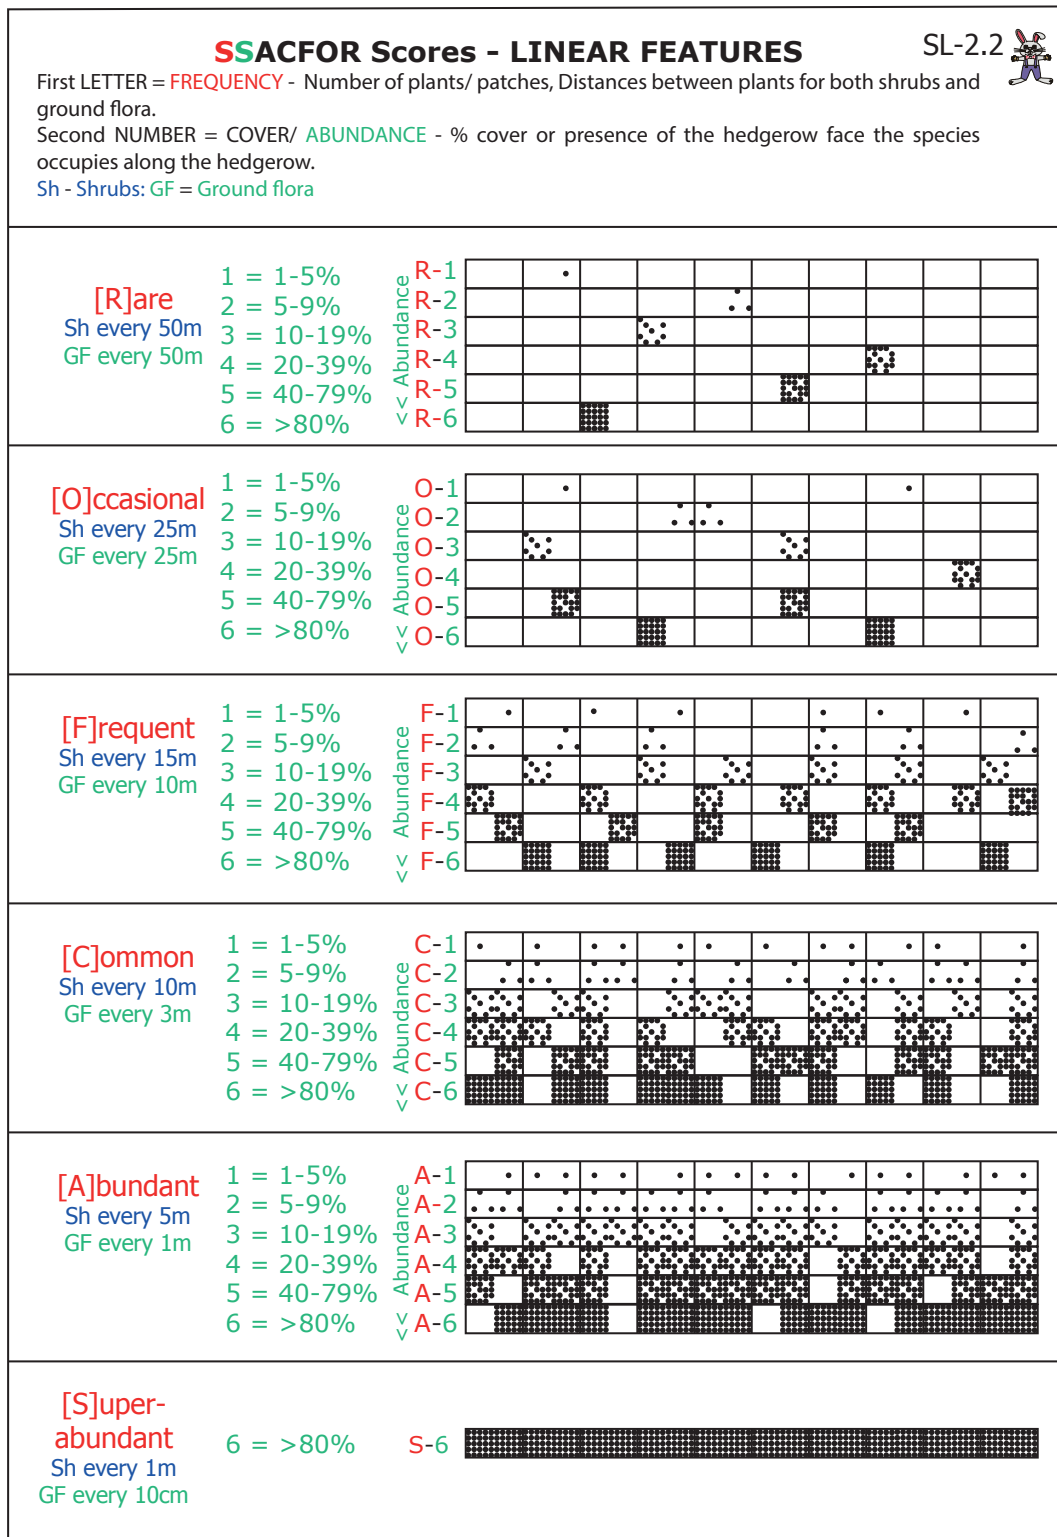 SSACFOR Scores - LINEAR FEATURES
SL-2.2
First LETTER = FREQUENCY - Number of plants/ patches, Distances between plants for both shrubs and
ground flora.
Second NUMBER = COVER/ ABUNDANCE - % cover or presence of the hedgerow face the species
occupies along the hedgerow.
Sh - Shrubs: GF = Ground flora
[R]are
Sh every 50m
GF every 50m
1 = 1-5%
2 = 5-9%
3 = 10-19%
4 = 20-39%
5 = 40-79%
6 = >80%
<< Abundance
R-1
R-2
R-3
R-4
R-5
R-6
[O]ccasional
Sh every 25m
GF every 25m
1 = 1-5%
2 = 5-9%
3 = 10-19%
4 = 20-39%
5 = 40-79%
6 = >80%
<< Abundance
O-1
O-2
O-3
O-4
O-5
O-6
[F]requent
Sh every 15m
GF every 10m
1 = 1-5%
2 = 5-9%
3 = 10-19%
4 = 20-39%
5 = 40-79%
6 = >80%
<< Abundance
F-1
F-2
F-3
F-4
F-5
F-6
[C]ommon
Sh every 10m
GF every 3m
1 = 1-5%
2 = 5-9%
3 = 10-19%
4 = 20-39%
5 = 40-79%
6 = >80%
<< Abundance
C-1
C-2
C-3
C-4
C-5
C-6
[A]bundant
Sh every 5m
GF every 1m
1 = 1-5%
2 = 5-9%
3 = 10-19%
4 = 20-39%
5 = 40-79%
6 = >80%
<< Abundance
A-1
A-2
A-3
A-4
A-5
A-6
[S]uper-
abundant
Sh every 1m
GF every 10cm
6 = >80%
S-6